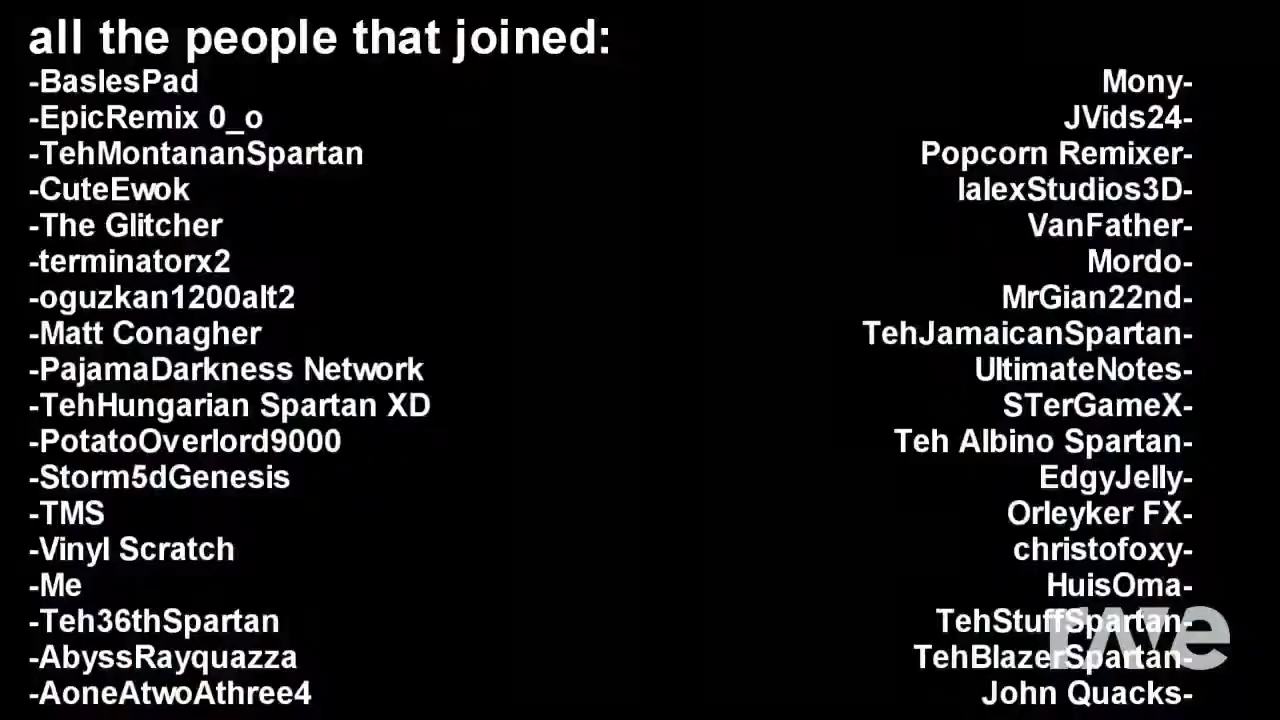 all the people that joined:
-BaslesPad
-EpicRemix 0_o
-TehMontananSpartan
-CuteEwok
-The Glitcher
-terminatorx2
-oguzkan1200alt2
-Matt Conagher
-PajamaDarkness Network
-TehHungarian Spartan XD
-PotatoOverlord9000
-Storm5dGenesis
-TMS
-Vinyl Scratch
-Me
-Teh36thSpartan
-AbyssRayquazza
-AoneAtwoAthree4
Mony-
JVids24-
Popcorn Remixer-
lalexStudios3D-
VanFather-
Mordo-
MrGian22nd-
TehJamaicanSpartan-
UltimateNotes-
STerGameX-
Teh Albino Spartan-
EdgyJelly-
Orleyker FX-
christofoxy-
HuisOma-
TehStuffSpartan-
TehBlazerSpartan-
John Quacks-
rave